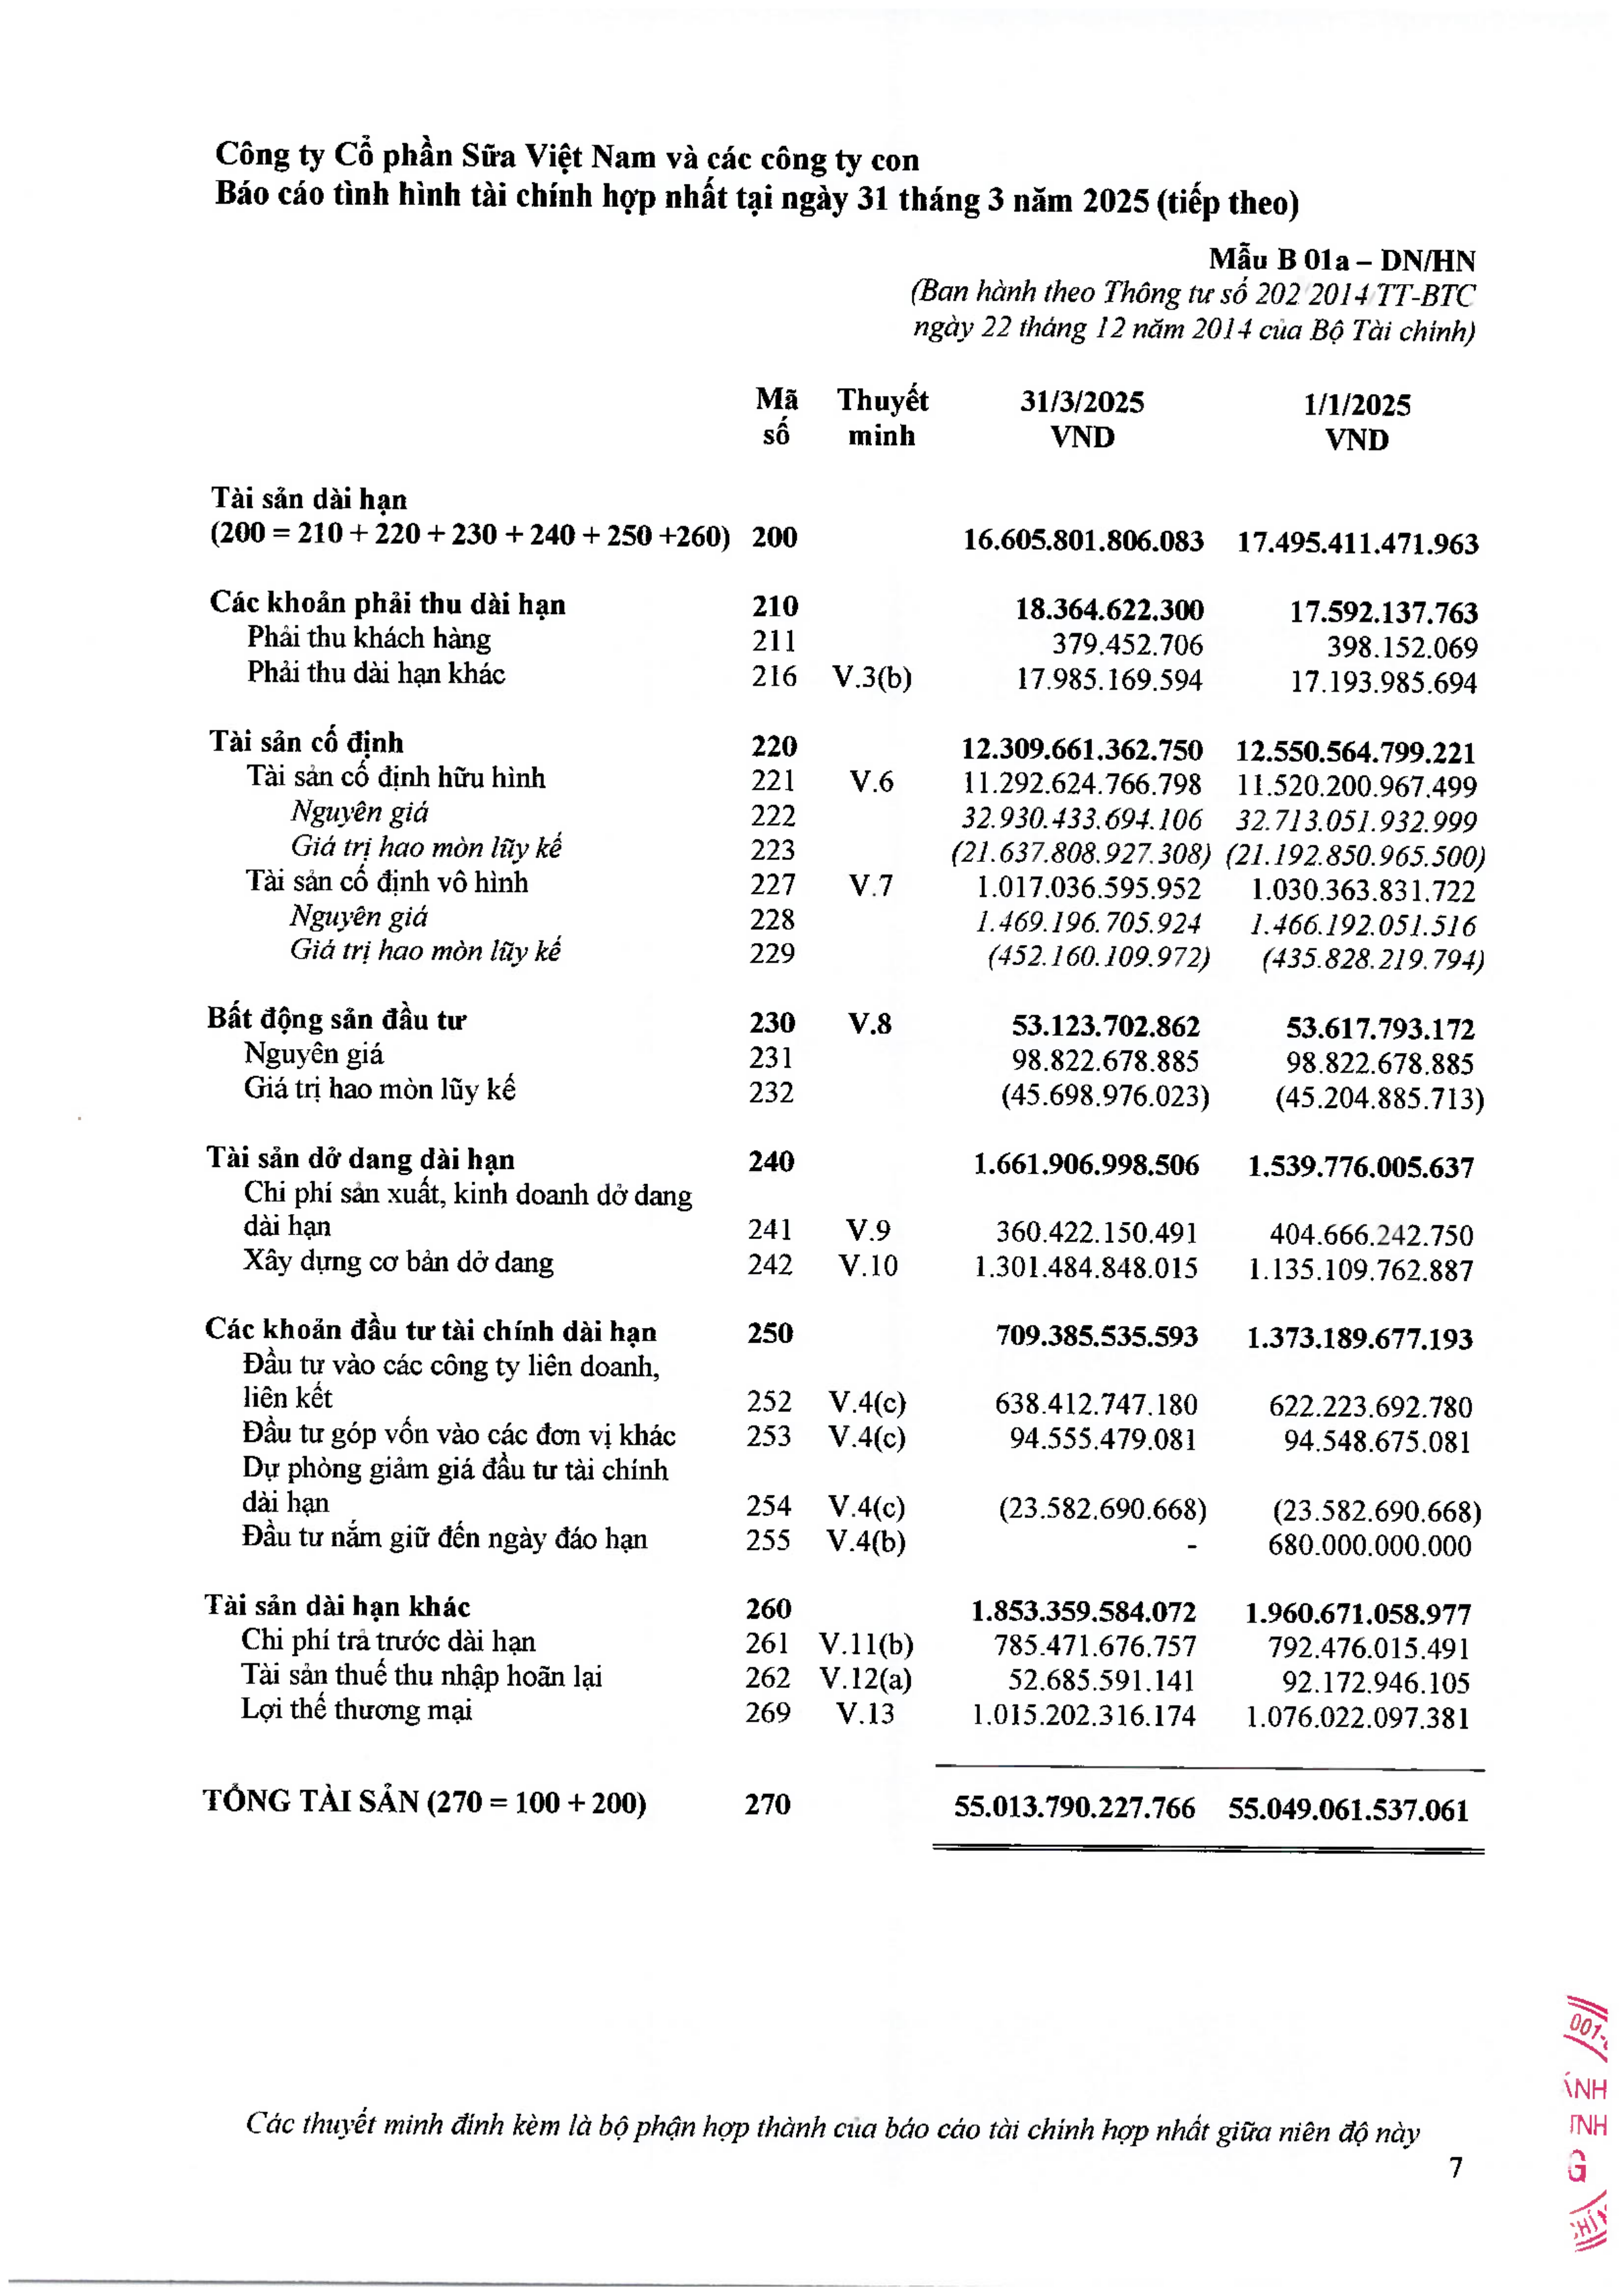 Công ty Cổ phần Sữa Việt Nam và các công ty con
Báo cáo tình hình tài chính hợp nhất tại ngày 31 tháng 3 năm 2025 (tiếp theo)
Mẫu B 01a – DN/HN
(Ban hành theo Thông tư số 202/2014/TT-BTC
ngày 22 tháng 12 năm 2014 của Bộ Tài chính)
Mã Thuyết 31/3/2025 1/1/2025
số minh VND VND
Tài sản dài hạn
(200 = 210 + 220 + 230 + 240 + 250 +260) 200 16.605.801.806.083 17.495.411.471.963
Các khoản phải thu dài hạn 210 18.364.622.300 17.592.137.763
Phải thu khách hàng 211 379.452.706 398.152.069
Phải thu dài hạn khác 216 V.3(b) 17.985.169.594 17.193.985.694
Tài sản cố định 220 12.309.661.362.750 12.550.564.799.221
Tài sản cố định hữu hình 221 V.6 11.292.624.766.798 11.520.200.967.499
Nguyên giá 222 32.930.433.694.106 32.713.051.932.999
Giá trị hao mòn lũy kế 223 (21.637.808.927.308) (21.192.850.965.500)
Tài sản cố định vô hình 227 V.7 1.017.036.595.952 1.030.363.831.722
Nguyên giá 228 1.469.196.705.924 1.466.192.051.516
Giá trị hao mòn lũy kế 229 (452.160.109.972) (435.828.219.794)
Bất động sản đầu tư 230 V.8 53.123.702.862 53.617.793.172
Nguyên giá 231 98.822.678.885 98.822.678.885
Giá trị hao mòn lũy kế 232 (45.698.976.023) (45.204.885.713)
Tài sản dở dang dài hạn 240 1.661.906.998.506 1.539.776.005.637
Chi phí sản xuất, kinh doanh dở dang
dài hạn 241 V.9 360.422.150.491 404.666.242.750
Xây dựng cơ bản dở dang 242 V.10 1.301.484.848.015 1.135.109.762.887
Các khoản đầu tư tài chính dài hạn 250 709.385.535.593 1.373.189.677.193
Đầu tư vào các công ty liên doanh,
liên kết 252 V.4(c) 638.412.747.180 622.223.692.780
Đầu tư góp vốn vào các đơn vị khác 253 V.4(c) 94.555.479.081 94.548.675.081
Dự phòng giảm giá đầu tư tài chính
dài hạn 254 V.4(c) (23.582.690.668) (23.582.690.668)
Đầu tư nắm giữ đến ngày đáo hạn 255 V.4(b) - 680.000.000.000
Tài sản dài hạn khác 260 1.853.359.584.072 1.960.671.058.977
Chi phí trả trước dài hạn 261 V.11(b) 785.471.676.757 792.476.015.491
Tài sản thuế thu nhập hoãn lại 262 V.12(a) 52.685.591.141 92.172.946.105
Lợi thế thương mại 269 V.13 1.015.202.316.174 1.076.022.097.381
TỔNG TÀI SẢN (270 = 100 + 200) 270 55.013.790.227.766 55.049.061.537.061
001-
NH
G
Các thuyết minh đính kèm là bộ phận hợp thành của báo cáo tài chính hợp nhất giữa niên độ này
7